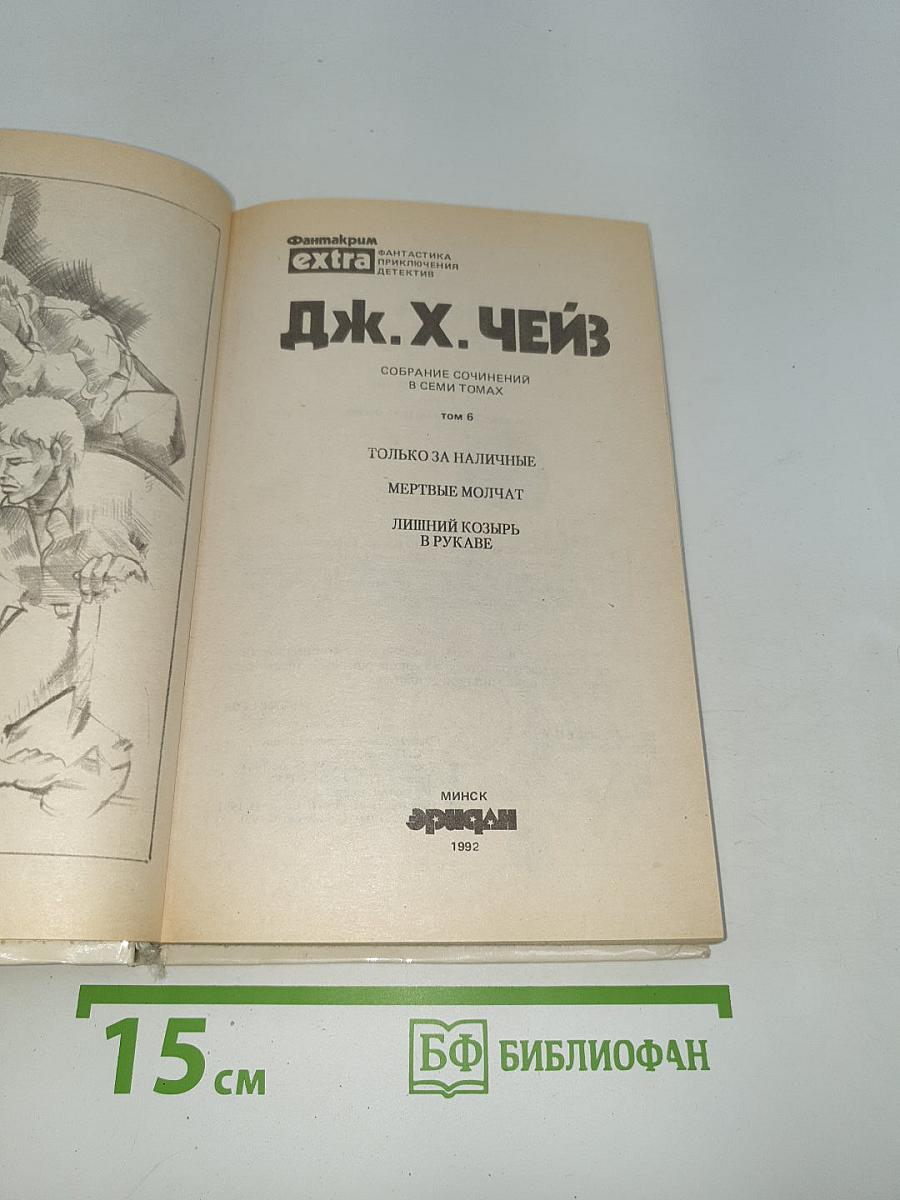 Фантакрим
extra
ФАНТАСТИКА
ПРИКЛЮЧЕНИЯ
ДЕТЕКТИВ
ДЖ. Х. ЧЕЙЗ
СОБРАНИЕ СОЧИНЕНИЙ
В СЕМИ ТОМАХ
ТОМ 6
ТОЛЬКО ЗА НАЛИЧНЫЕ
МЕРТВЫЕ МОЛЧАТ
ЛИШНИЙ КОЗЫРЬ
В РУКАВЕ
МИНСК
эридан
1992
15 см
БФ БИБЛИОФАН